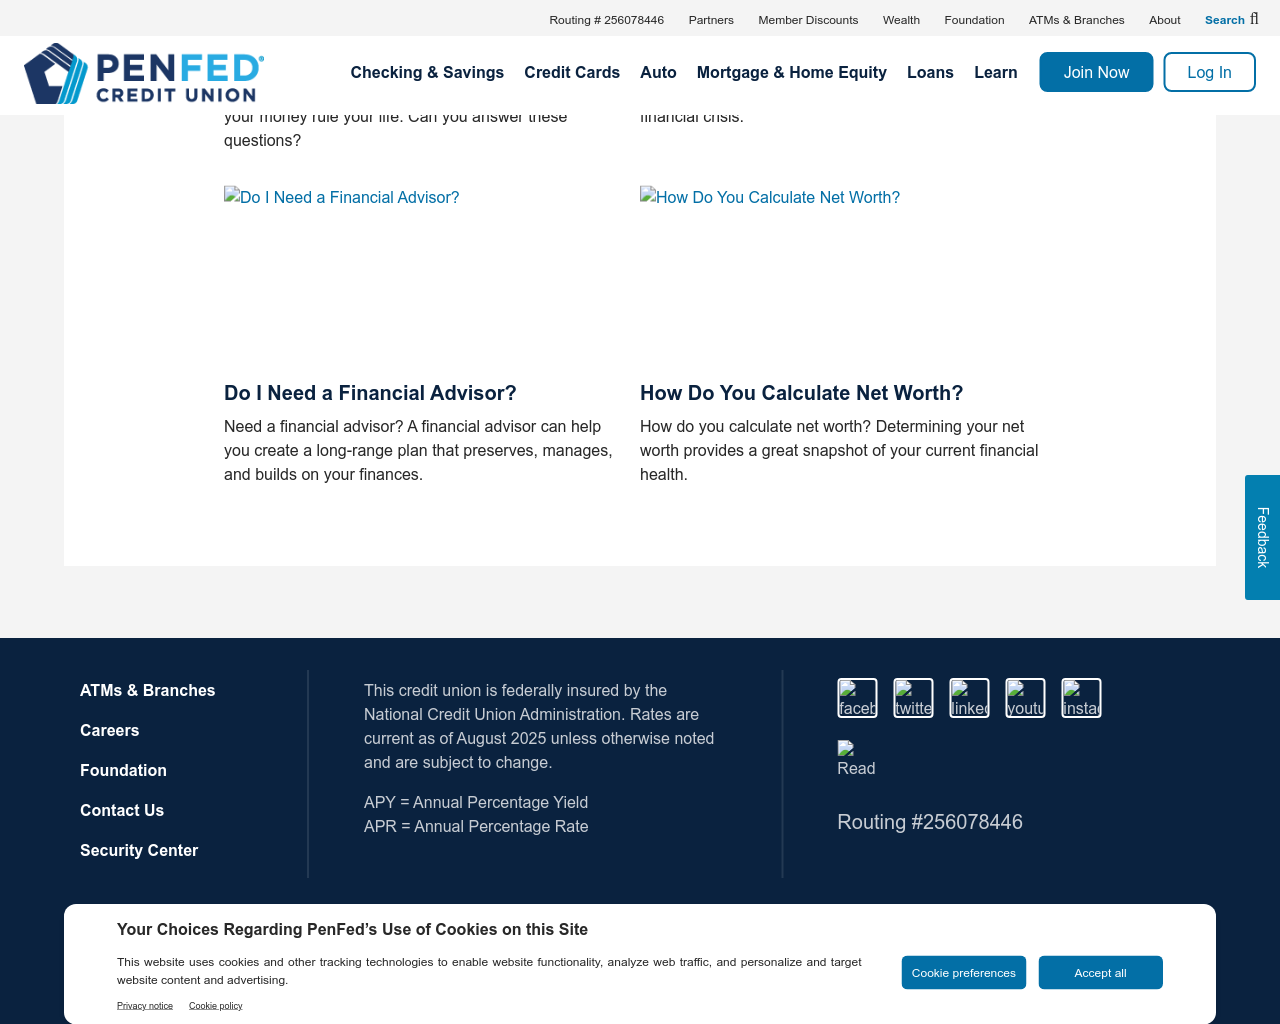 Routing # 256078446 Partners Member Discounts Wealth Foundation ATMs & Branches About Search
PENFED
CREDIT UNION
Checking & Savings Credit Cards Auto Mortgage & Home Equity Loans Learn Join Now Log In
your money rule your life. Can you answer these
questions?
financial crisis.
Do I Need a Financial Advisor?
How Do You Calculate Net Worth?
Do I Need a Financial Advisor?
Need a financial advisor? A financial advisor can help
you create a long-range plan that preserves, manages,
and builds on your finances.
How Do You Calculate Net Worth?
How do you calculate net worth? Determining your net
worth provides a great snapshot of your current financial
health.
Feedback
ATMs & Branches
Careers
Foundation
Contact Us
Security Center
This credit union is federally insured by the
National Credit Union Administration. Rates are
current as of August 2025 unless otherwise noted
and are subject to change.
APY = Annual Percentage Yield
APR = Annual Percentage Rate
faceb twitte linked youtu instag
Read
Routing #256078446
Your Choices Regarding PenFed’s Use of Cookies on this Site
This website uses cookies and other tracking technologies to enable website functionality, analyze web traffic, and personalize and target
website content and advertising.
Privacy notice Cookie policy
Cookie preferences Accept all